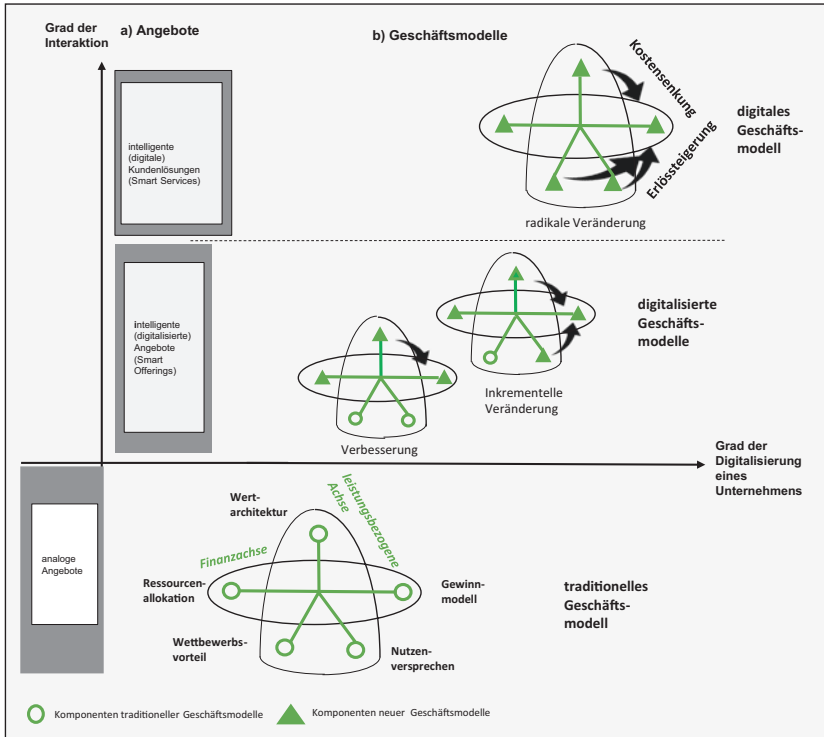 Grad der
Interaktion
a) Angebote
b) Geschäftsmodelle
Kostensenkung
Erlössteigerung
digitales
Geschäfts-
modell
intelligente
(digitale)
Kundenlösungen
(Smart Services)
radikale Veränderung
intelligente
(digitalisierte)
Angebote
(Smart
Offerings)
digitalisierte
Geschäfts-
modelle
Inkrementelle
Veränderung
Verbesserung
Grad der
Digitalisierung
eines
Unternehmens
analoge
Angebote
Wert-
architektur
leistungsbezogene
Achse
Finanzachse
Ressourcen-
allokation
Gewinn-
modell
Wettbewerbs-
vorteil
Nutzen-
versprechen
traditionelles
Geschäfts-
modell
Komponenten traditioneller Geschäftsmodelle
Komponenten neuer Geschäftsmodelle